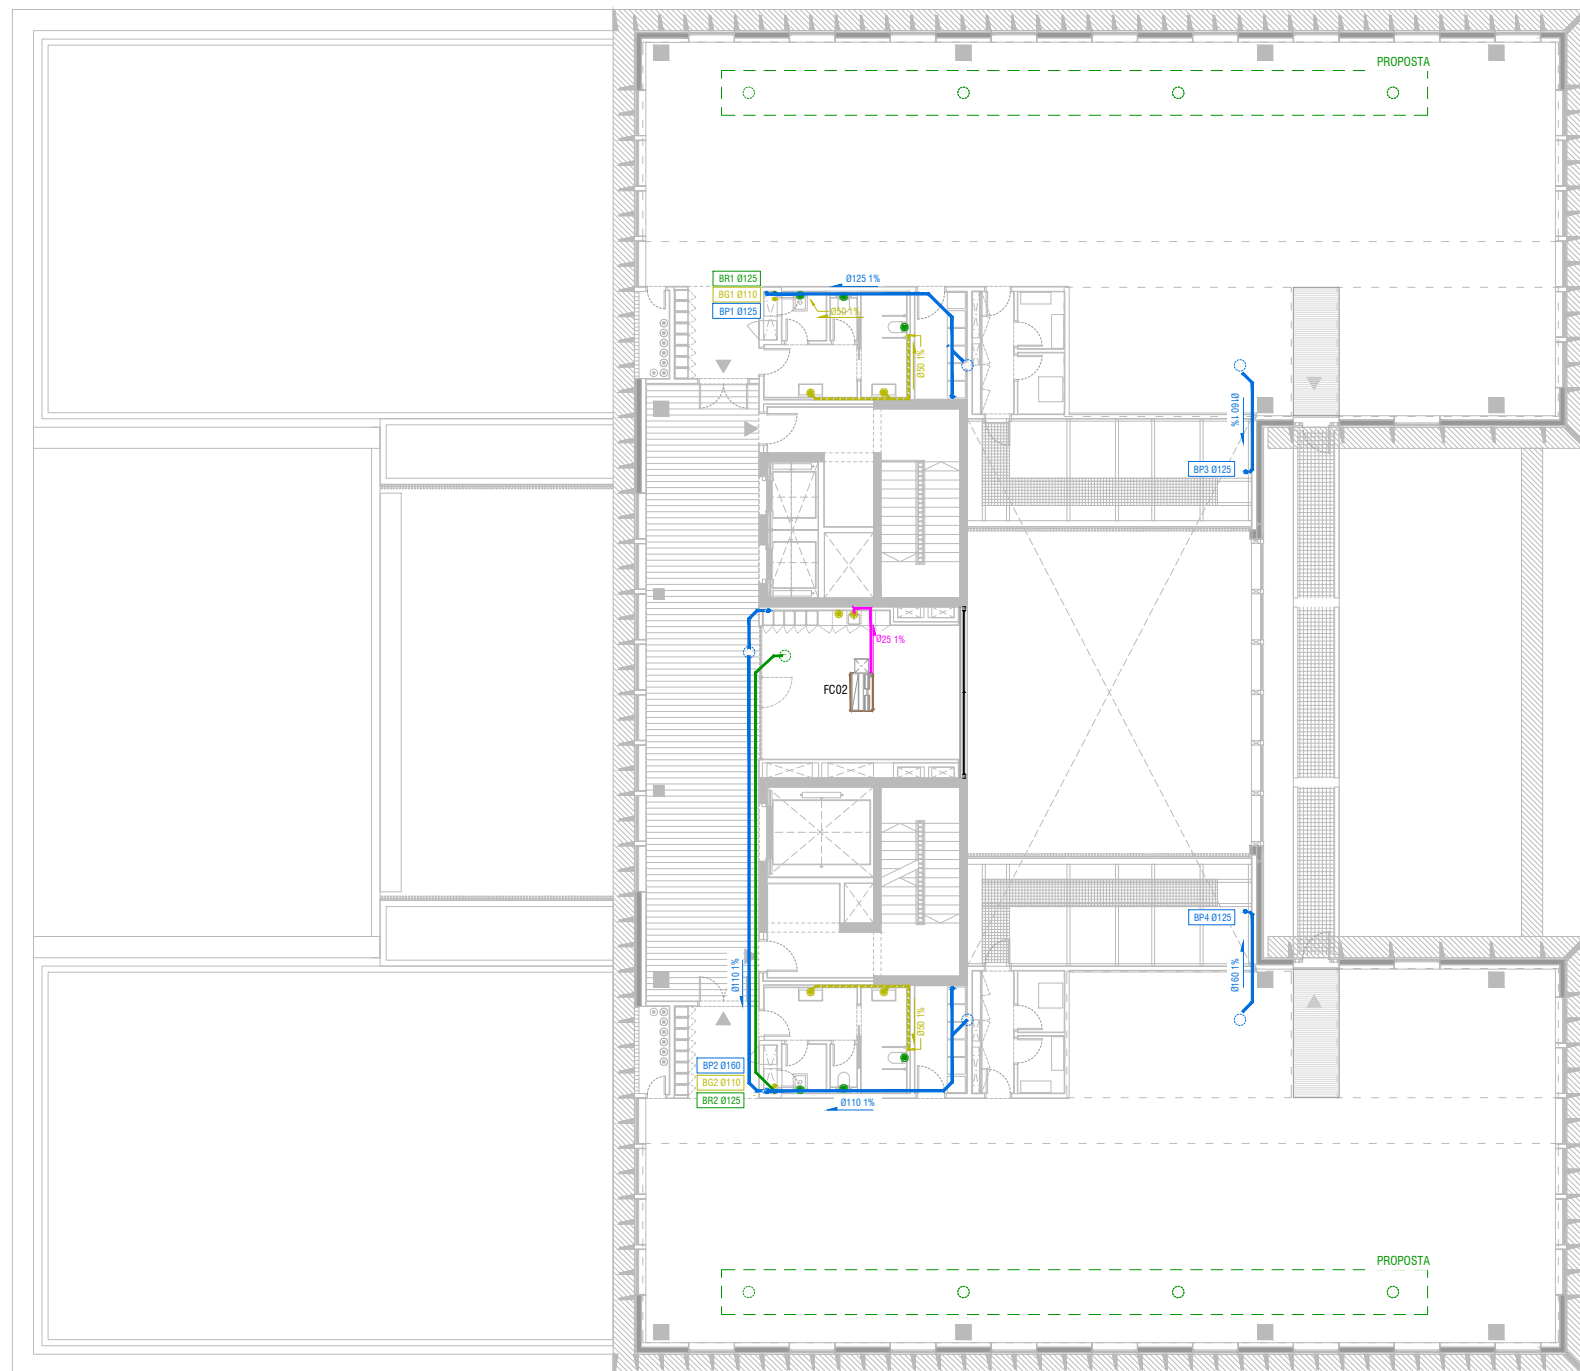 PROPOSTA
BR1 Ø125
BG1 Ø110
BP1 Ø125
Ø125 1%
Ø50 1%
Ø50 1%
Ø160 1%
BP3 Ø125
Ø25 1%
FC02
BP4 Ø125
Ø110 1%
Ø160 1%
Ø50 1%
BP2 Ø160
BG2 Ø110
BR2 Ø125
Ø110 1%
PROPOSTA